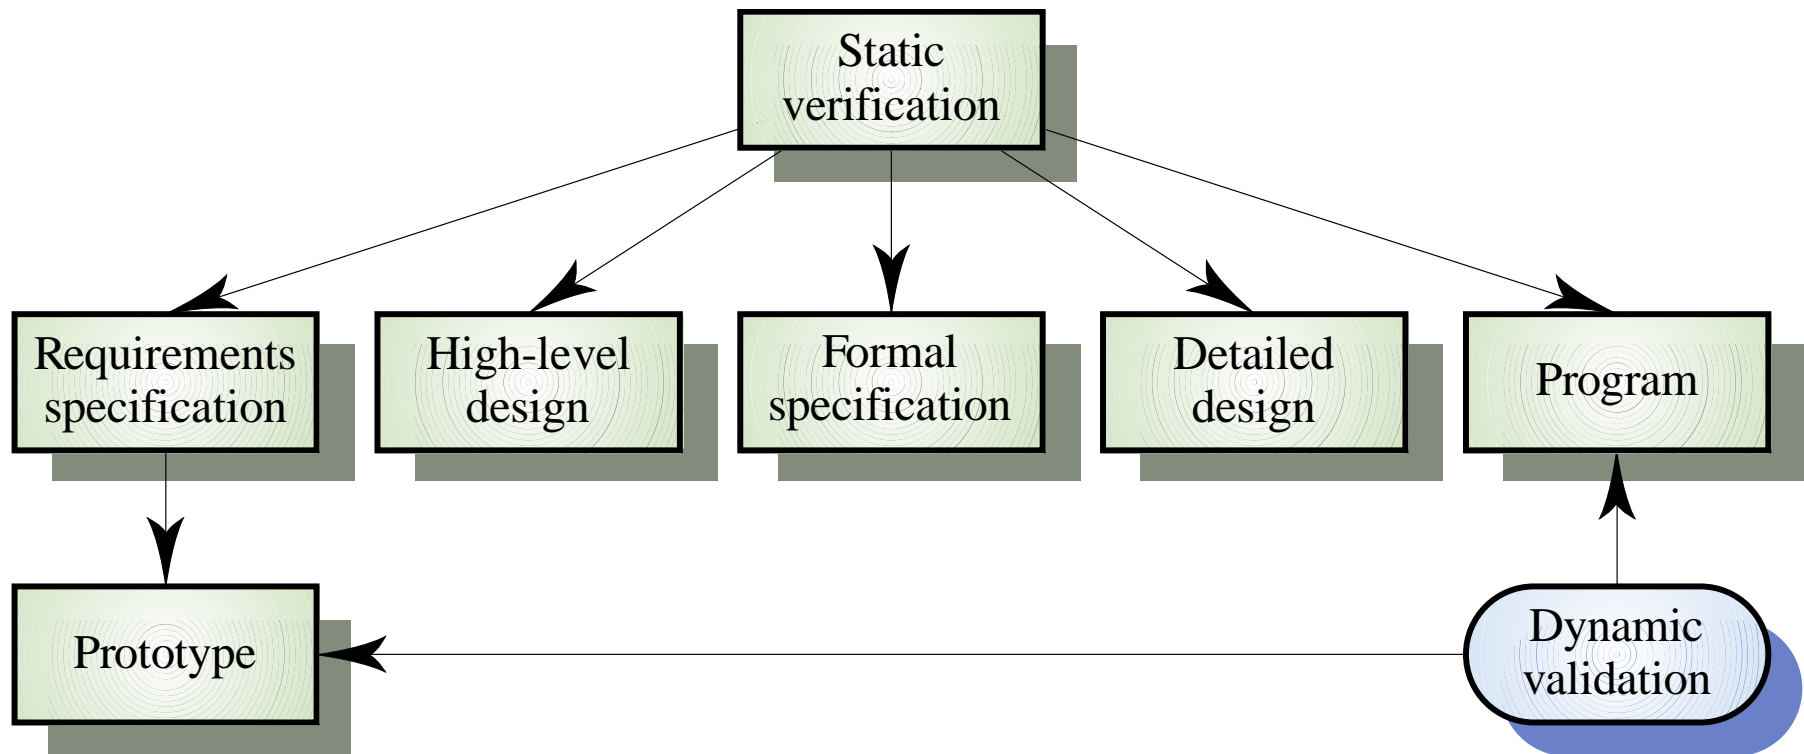 Static
verification
Requirements
specification
High-level
design
Formal
specification
Detailed
design
Program
Prototype
Dynamic
validation